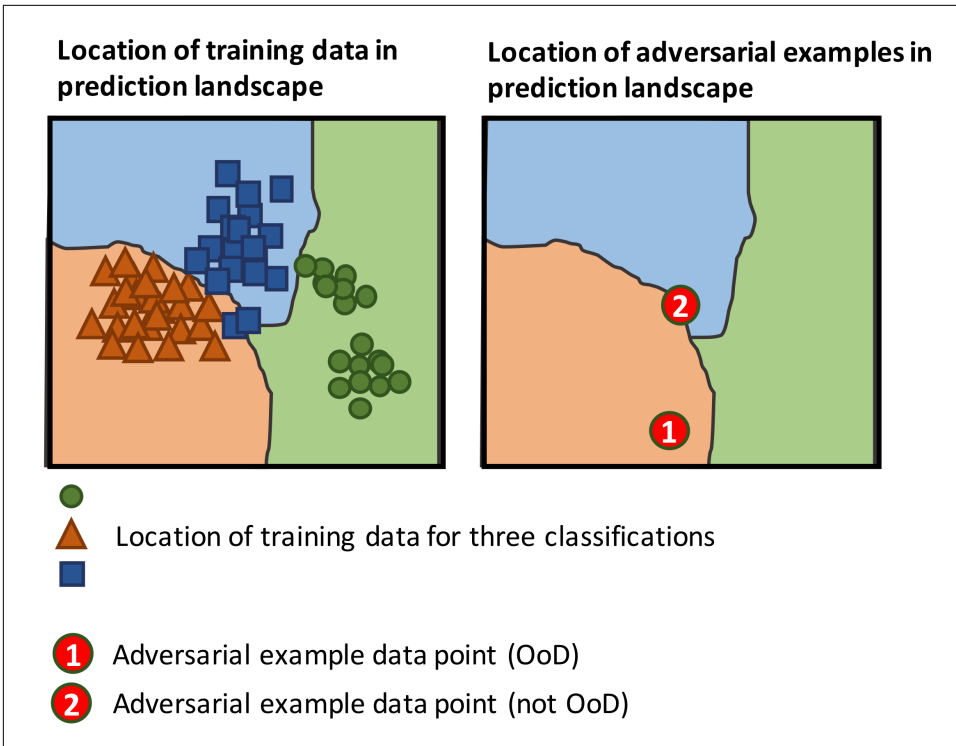 Location of training data in
prediction landscape
Location of adversarial examples in
prediction landscape
2
1
Location of training data for three classifications
1 Adversarial example data point (OoD)
2 Adversarial example data point (not OoD)